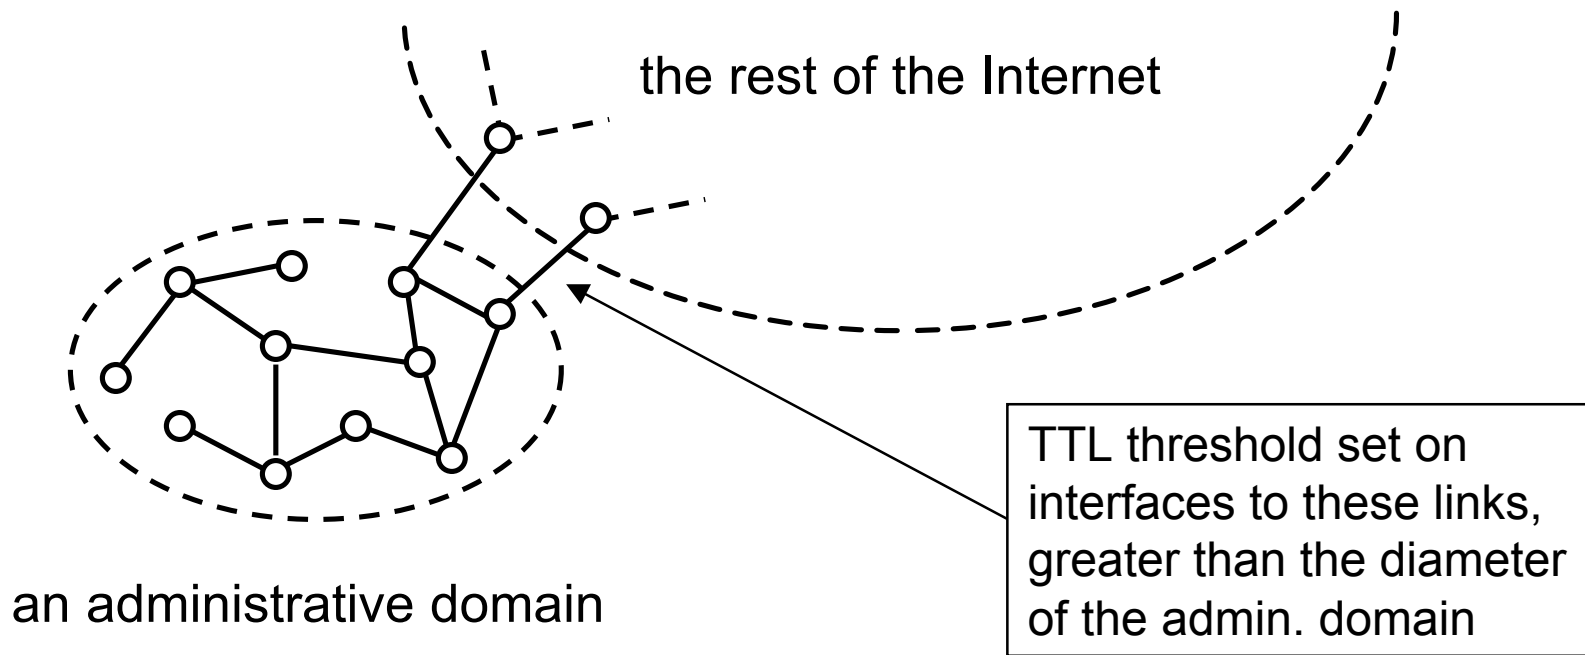 the rest of the Internet
TTL threshold set on
interfaces to these links,
greater than the diameter
of the admin. domain
an administrative domain